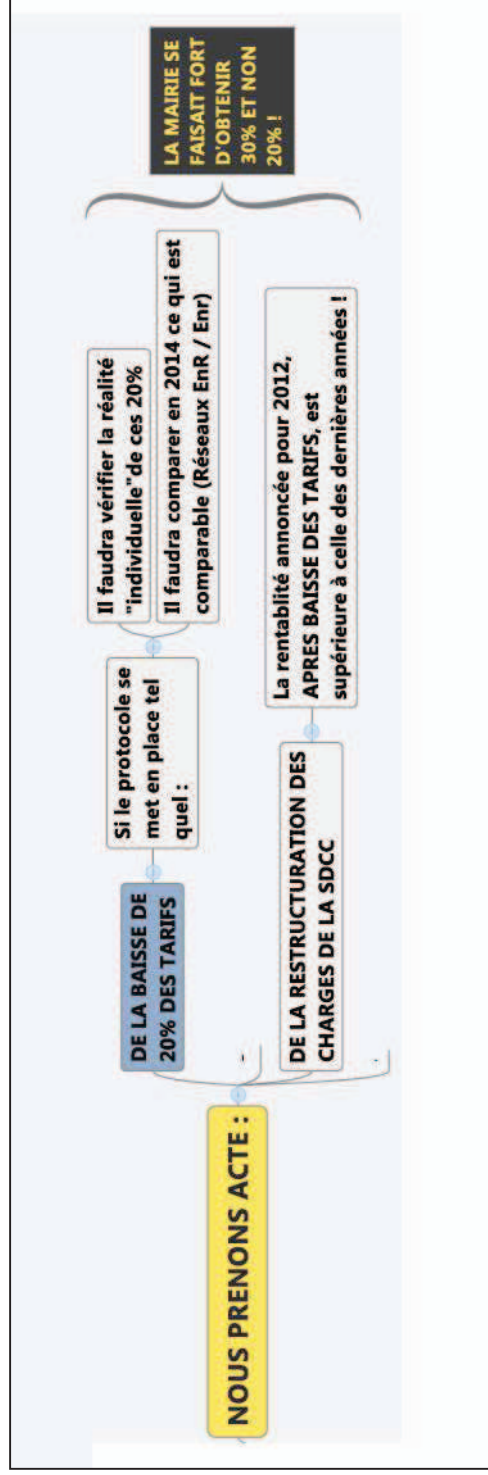 NOUS PRENONS ACTE :
DE LA BAISSE DE
20% DES TARIFS
Si le protocole se
met en place tel
quel :
Il faudra vérifier la réalité
"individuelle"de ces 20%
Il faudra comparer en 2014 ce qui est
comparable (Réseaux EnR / Enr)
DE LA RESTRUCTURATION DES
CHARGES DE LA SDCC
La rentablité annoncée pour 2012,
APRES BAISSE DES TARIFS, est
supérieure à celle des dernières années !
LA MAIRIE SE
FAISAIT FORT
D'OBTENIR
30% ET NON
20% !